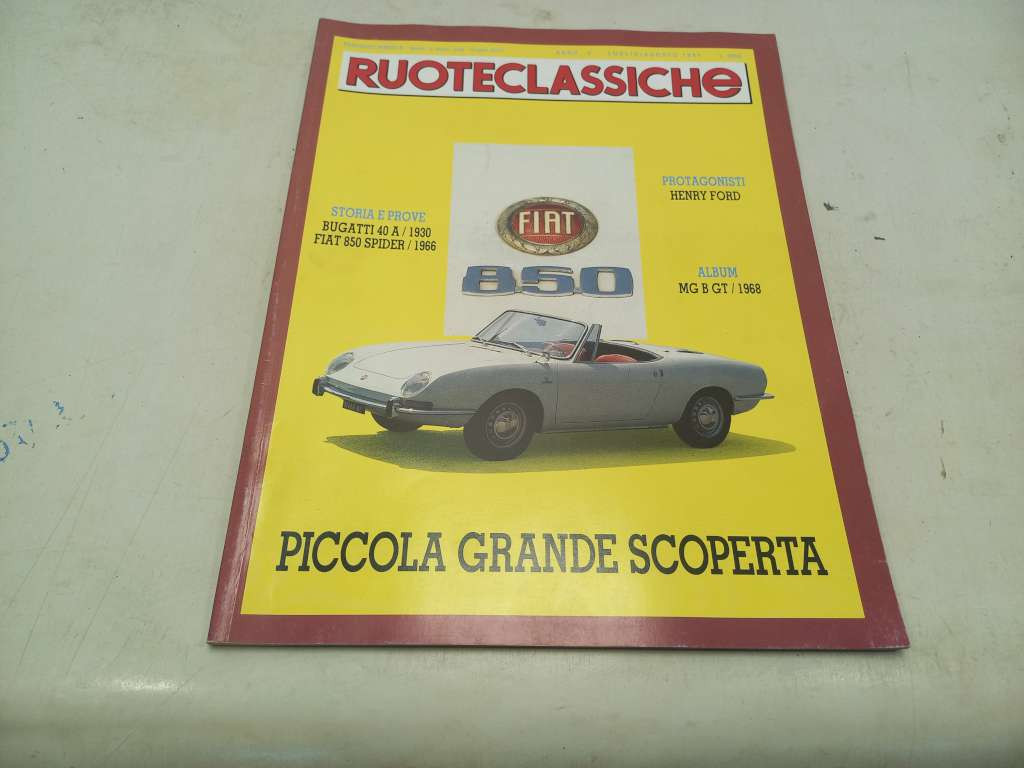 RUOTECLASSICHe
FIAT
850
STORIA E PROVE
BUGATTI 40 A / 1930
FIAT 850 SPIDER / 1966
PROTAGONISTI
HENRY FORD
ALBUM
MG B GT / 1968
PICCOLA GRANDE SCOPERTA